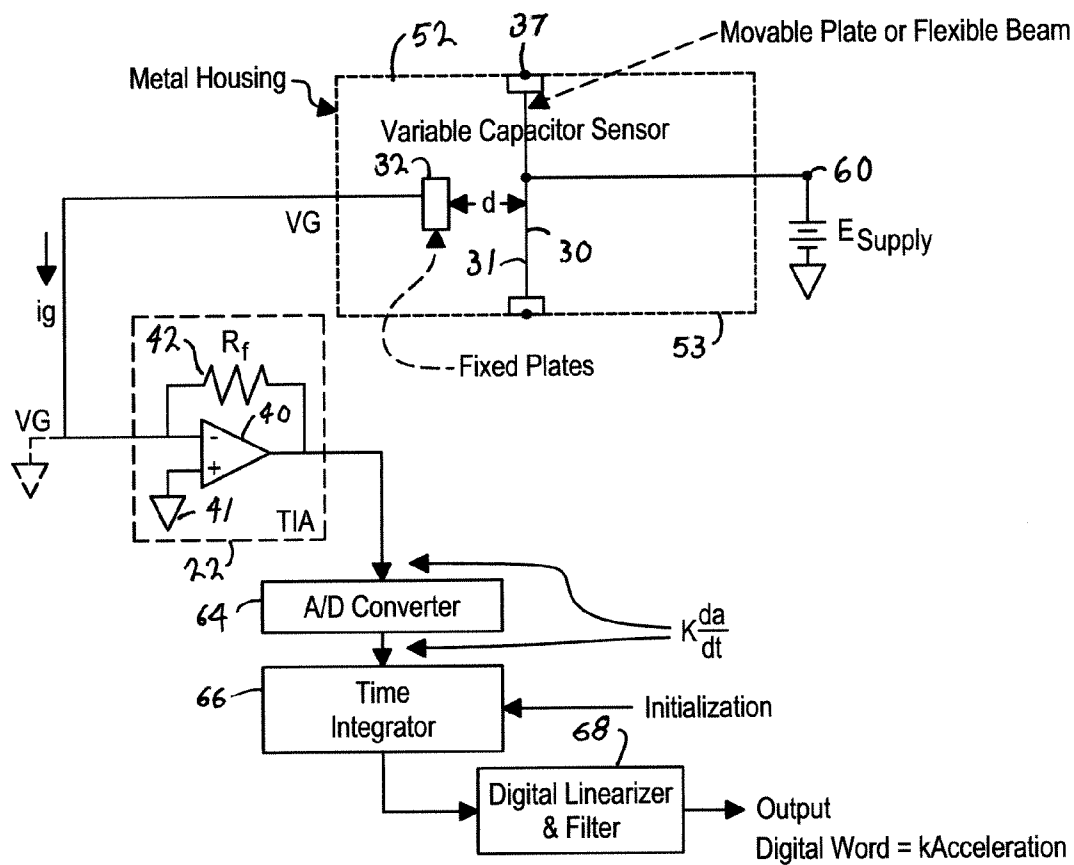 52
37
Movable Plate or Flexible Beam
Metal Housing
Variable Capacitor Sensor
32
60
VG
d
E Supply
31
30
ig
53
42
Rf
Fixed Plates
VG
40
-
+
41
TIA
22
64
A/D Converter
K da/dt
66
Time
Integrator
Initialization
68
Digital Linearizer
& Filter
Output
Digital Word = kAcceleration